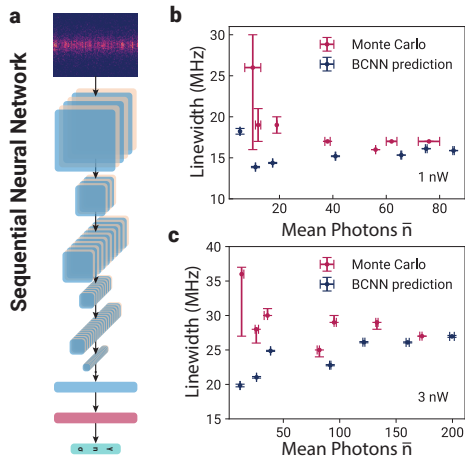 a
Sequential Neural Network
γ n α
b
Linewidth (MHz)
30
25
20
15
10
Monte Carlo
BCNN prediction
1 nW
0
20
40
60
80
Mean Photons n̄
c
Linewidth (MHz)
40
35
30
25
20
15
Monte Carlo
BCNN prediction
3 nW
50
100
150
200
Mean Photons n̄